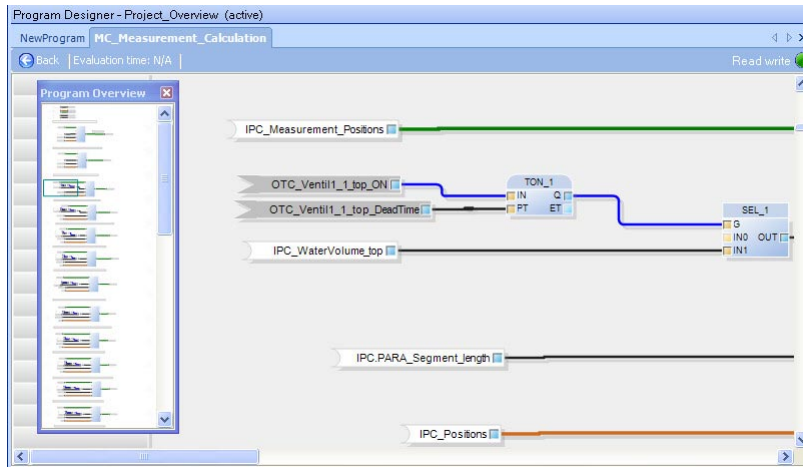 Program Designer - Project_Overview (active)
NewProgram MC_Measurement_Calculation
Back Evaluation time: N/A Read write
Program Overview
IPC_Measurement_Positions
OTC_Ventil1_1_top_ON
TON_1
IN Q
OTC_Ventil1_1_top_DeadTime
PT ET
SEL_1
G
IN0 OUT
IPC_WaterVolume_top
IN1
IPC.PARA_Segment_length
IPC_Positions